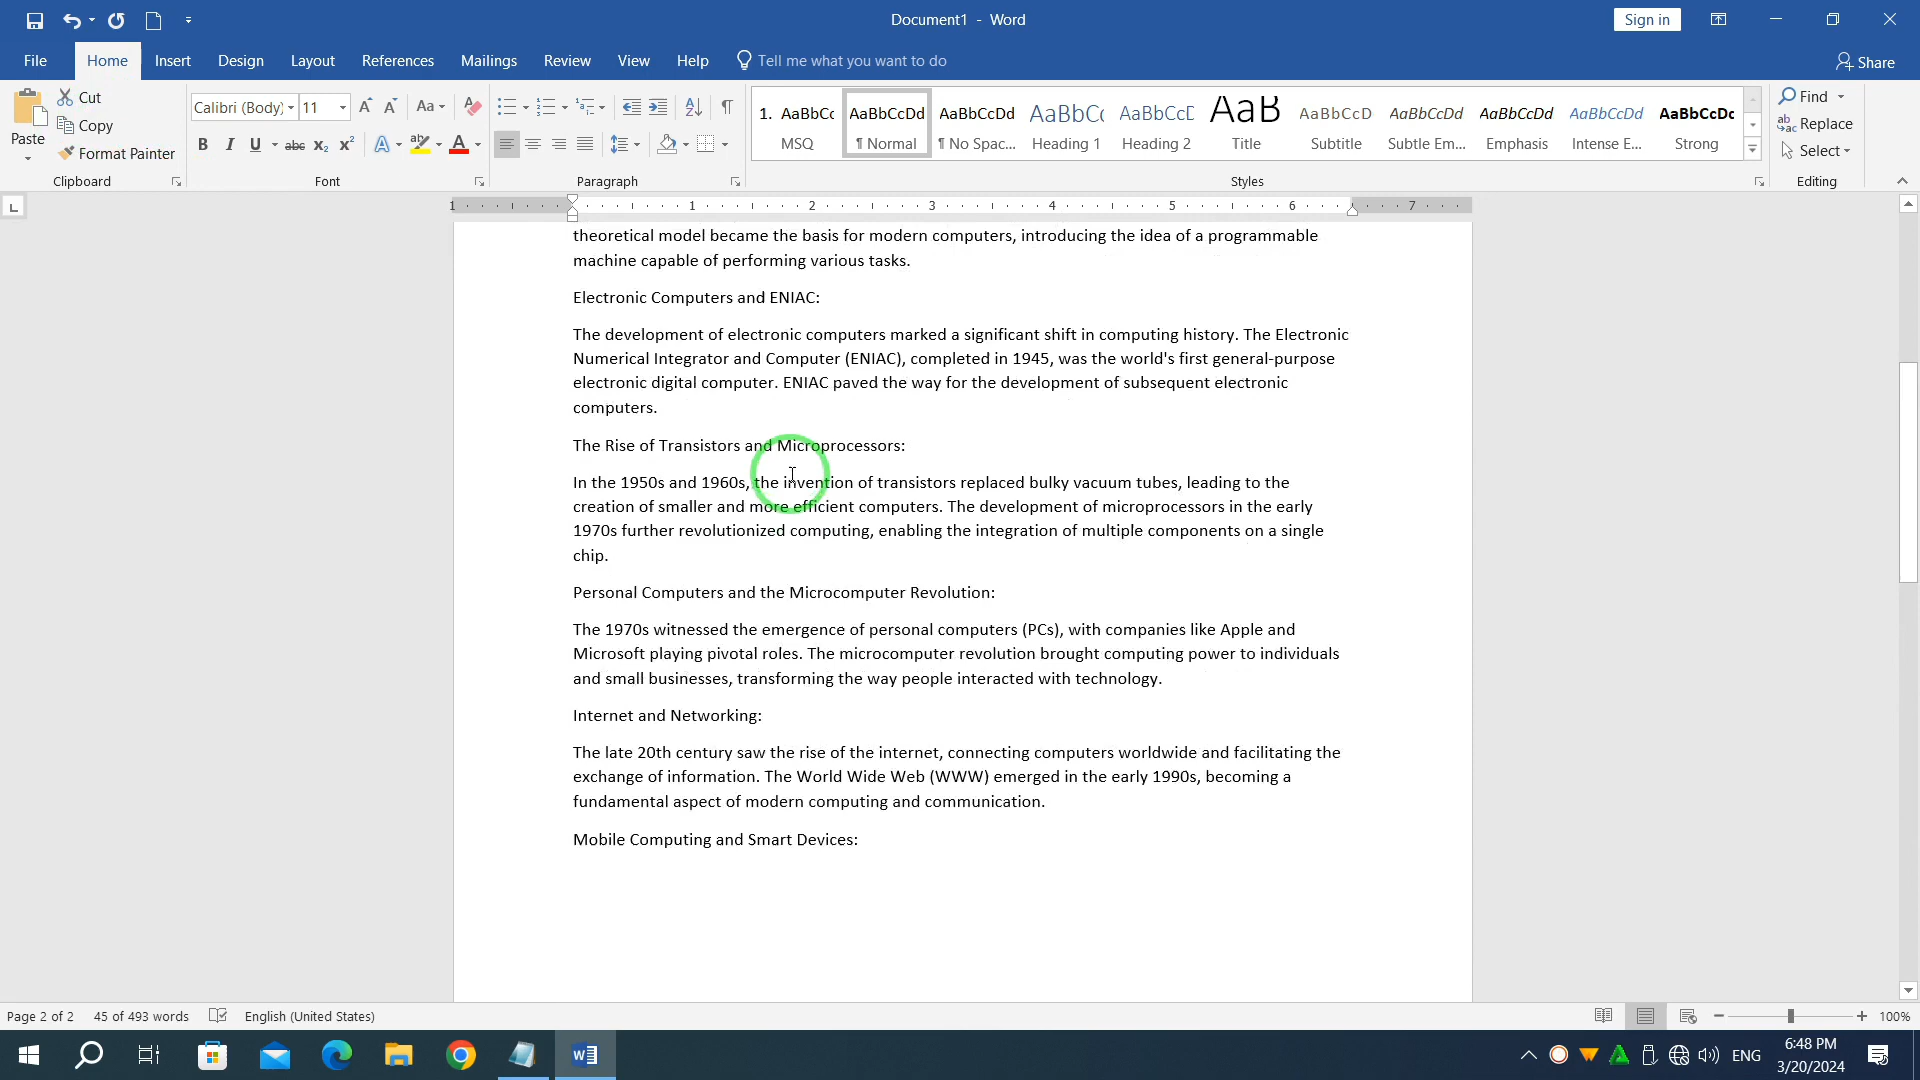 Document1 - Word
Sign in
File Home Insert Design Layout References Mailings Review View Help Tell me what you want to do Share
Paste
Cut
Copy
Format Painter
Clipboard
Calibri (Body) 11
Font
Paragraph
1. AaBbCc AaBbCcDd AaBbCcDd AaBbCc AaBbCcD AaB AaBbCcD AaBbCcDd AaBbCcDd AaBbCcDd AaBbCcDc
MSQ ¶ Normal ¶ No Spac... Heading 1 Heading 2 Title Subtitle Subtle Em... Emphasis Intense E... Strong
Styles
Find
Replace
Select
Editing
1 1 2 3 4 5 6 7
theoretical model became the basis for modern computers, introducing the idea of a programmable
machine capable of performing various tasks.
Electronic Computers and ENIAC:
The development of electronic computers marked a significant shift in computing history. The Electronic
Numerical Integrator and Computer (ENIAC), completed in 1945, was the world's first general-purpose
electronic digital computer. ENIAC paved the way for the development of subsequent electronic
computers.
The Rise of Transistors and Microprocessors:
In the 1950s and 1960s, the invention of transistors replaced bulky vacuum tubes, leading to the
creation of smaller and more efficient computers. The development of microprocessors in the early
1970s further revolutionized computing, enabling the integration of multiple components on a single
chip.
Personal Computers and the Microcomputer Revolution:
The 1970s witnessed the emergence of personal computers (PCs), with companies like Apple and
Microsoft playing pivotal roles. The microcomputer revolution brought computing power to individuals
and small businesses, transforming the way people interacted with technology.
Internet and Networking:
The late 20th century saw the rise of the internet, connecting computers worldwide and facilitating the
exchange of information. The World Wide Web (WWW) emerged in the early 1990s, becoming a
fundamental aspect of modern computing and communication.
Mobile Computing and Smart Devices:
Page 2 of 2 45 of 493 words English (United States) 100%
ENG
6:48 PM
3/20/2024